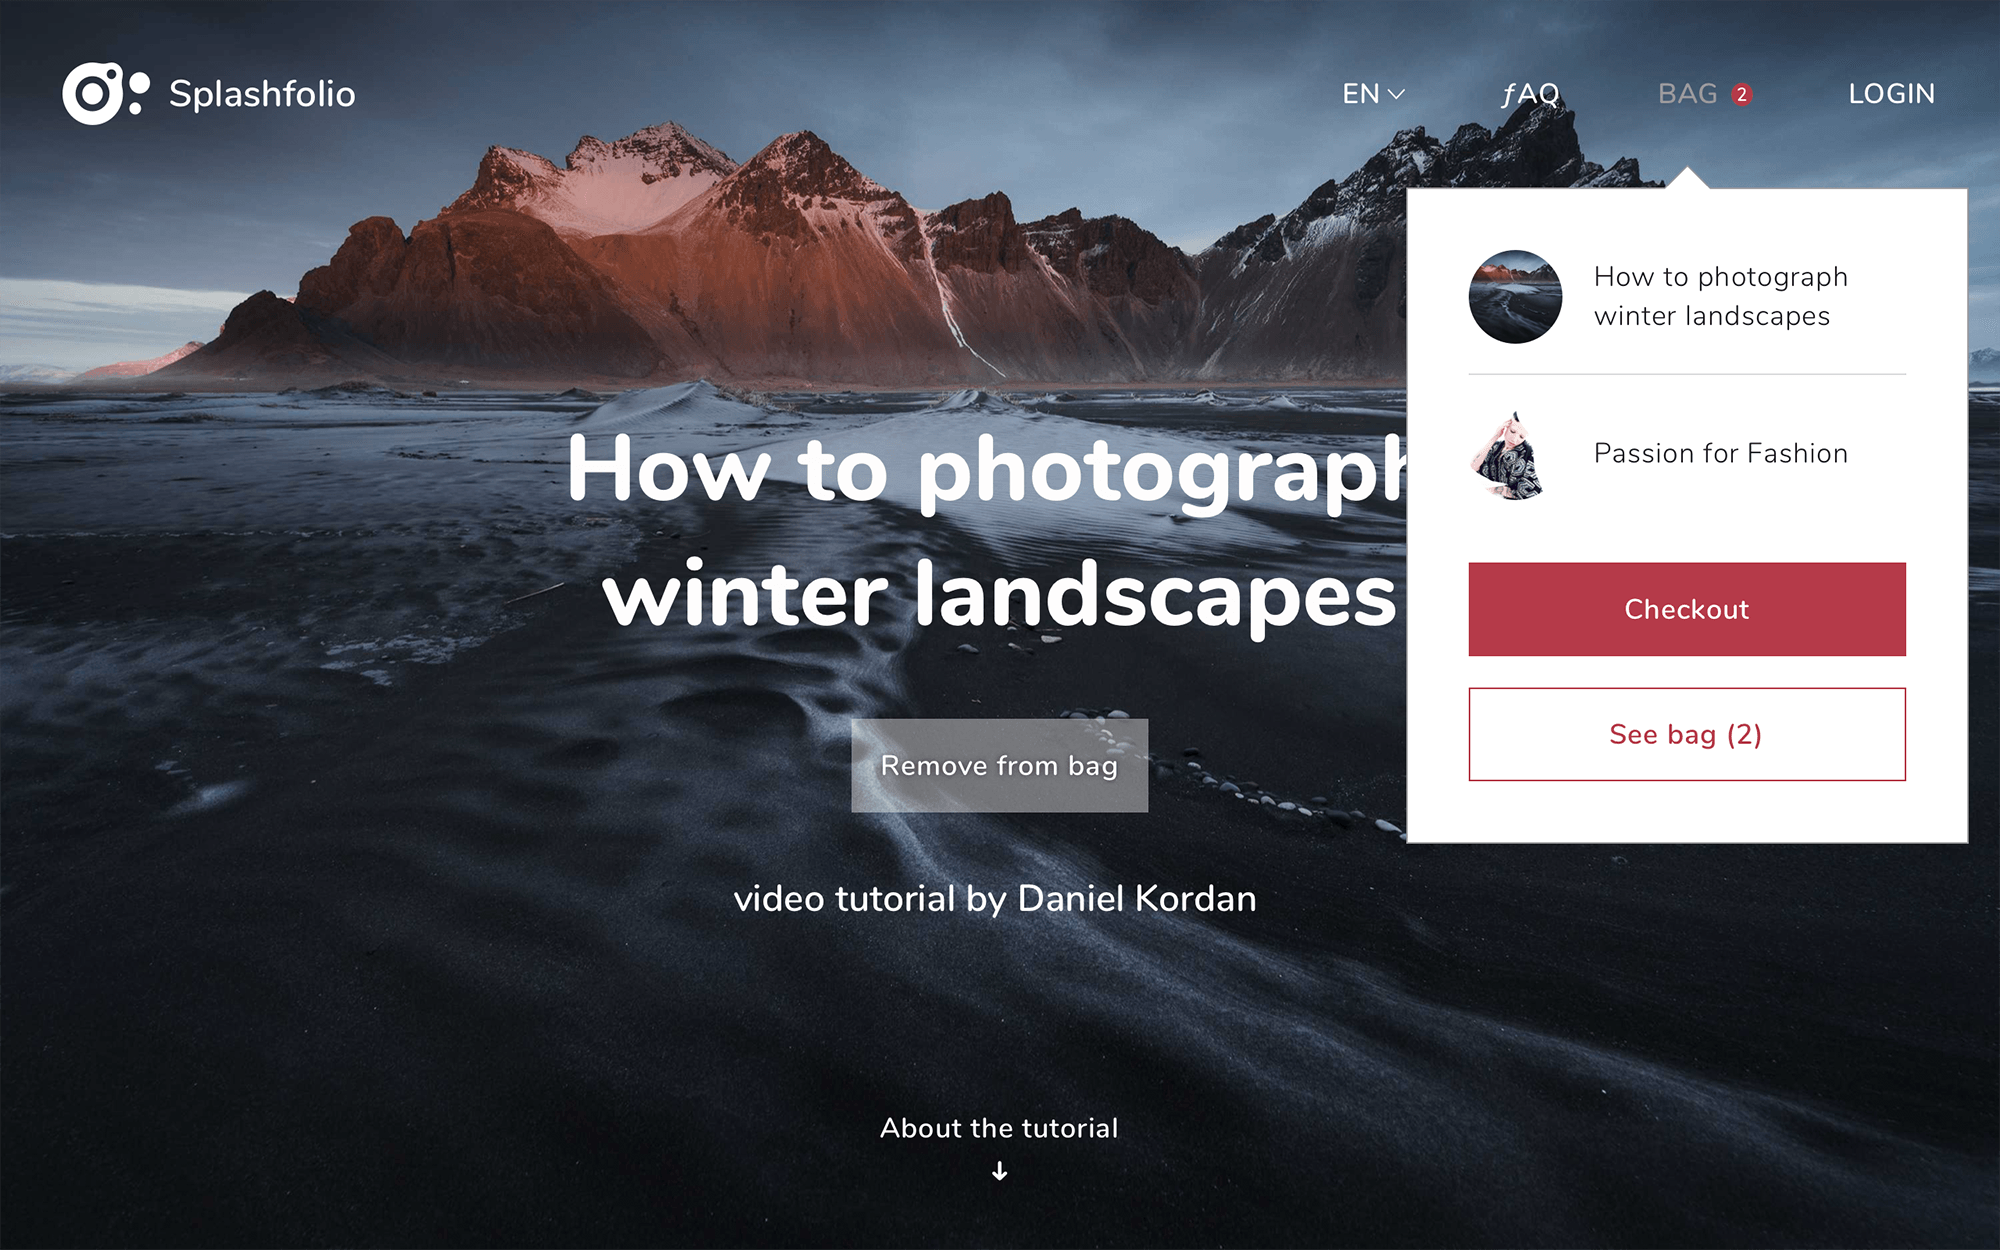 Splashfolio
EN
ƒAQ
BAG 2
LOGIN
How to photograph
winter landscapes
Passion for Fashion
Checkout
See bag (2)
How to photograph
winter landscapes
Remove from bag
video tutorial by Daniel Kordan
About the tutorial